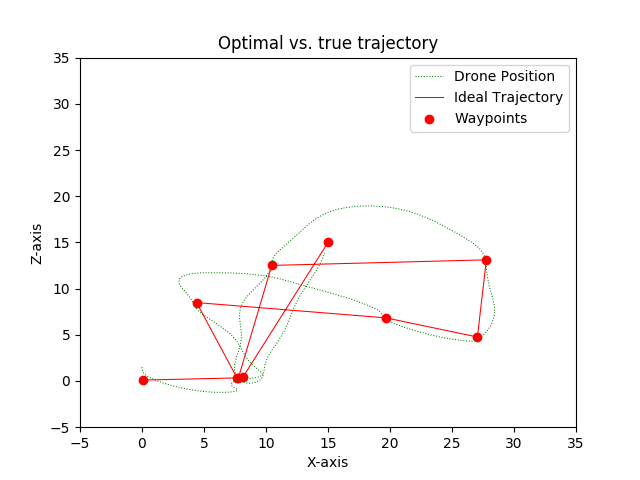 Optimal vs. true trajectory
Drone Position
Ideal Trajectory
Waypoints
Z-axis
35
30
25
20
15
10
5
0
−5
−5 0 5 10 15 20 25 30 35
X-axis